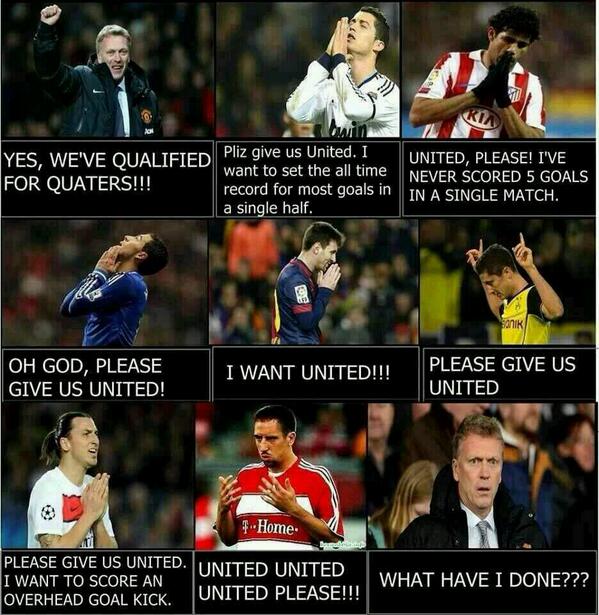 YES, WE'VE QUALIFIED
FOR QUATERS!!!
Pliz give us United. I
want to set the all time
record for most goals in
a single half.
UNITED, PLEASE! I'VE
NEVER SCORED 5 GOALS
IN A SINGLE MATCH.
OH GOD, PLEASE
GIVE US UNITED!
I WANT UNITED!!!
PLEASE GIVE US
UNITED
PLEASE GIVE US UNITED.
I WANT TO SCORE AN
OVERHEAD GOAL KICK.
UNITED UNITED
UNITED PLEASE!!!
WHAT HAVE I DONE???
AON
bwin
KIA
T··Home·